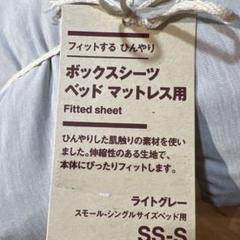 フィットする ひんやり
ボックスシーツ
ベッド マットレス用
Fitted sheet
ひんやりした肌触りの素材を使い
ました。伸縮性のある生地で、
本体にぴったりフィットします。
ライトグレー
スモール-シングルサイズベッド用
SS-S